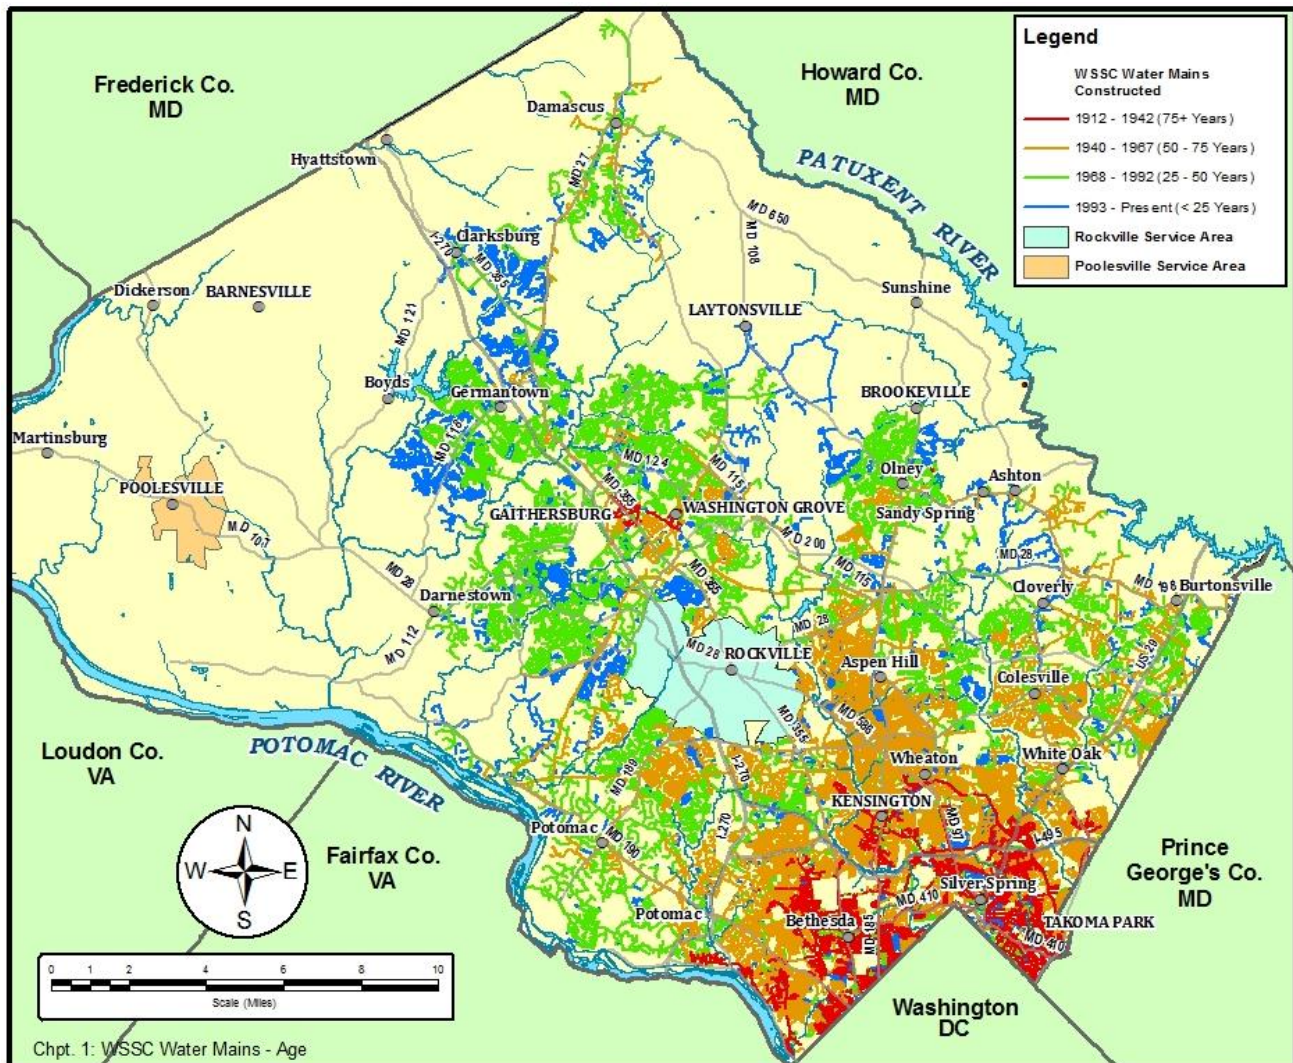 Legend
WSSC Water Mains
Constructed
1912 - 1942 (75+ Years)
1940 - 1967 (50 - 75 Years)
1968 - 1992 (25 - 50 Years)
1993 - Present (< 25 Years)
Rockville Service Area
Poolesville Service Area
Frederick Co.
MD
Howard Co.
MD
Damascus
Hyattstown
MD 27
PATUXENT RIVER
MD 650
MD 108
Clarksburg
I-270
MD 355
Dickerson
BARNESVILLE
MD 121
LAYTONSVILLE
Sunshine
Boyds
Germantown
BROOKEVILLE
MD 118
Martinsburg
MD 124
MD 115
Olney
Ashton
POOLESVILLE
MD 355
GAITHERSBURG
WASHINGTON GROVE
Sandy Spring
MD 107
MD 200
MD 28
MD 28
MD 355
MD 115
Darnestown
Cloverly
MD 198
Burtonsville
MD 112
MD 28
MD 28
ROCKVILLE
Aspen Hill
US 29
Colesville
MD 586
MD 355
Loudon Co.
VA
POTOMAC RIVER
MD 189
I-270
Wheaton
White Oak
KENSINGTON
MD 97
I-495
Potomac
MD 190
I-270
Fairfax Co.
VA
Prince
George's Co.
MD
Silver Spring
MD 410
Potomac
Bethesda
MD 185
TAKOMA PARK
MD 410
N
W E
S
0 1 2 4 6 8 10
Scale (Miles)
Washington
DC
Chpt. 1: WSSC Water Mains - Age